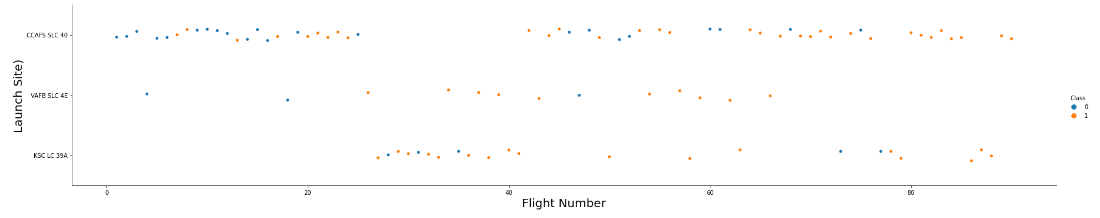 Launch Site)
CCAFS SLC 40
VAFB SLC 4E
KSC LC 39A
0
20
40
60
80
Flight Number
Class
0
1